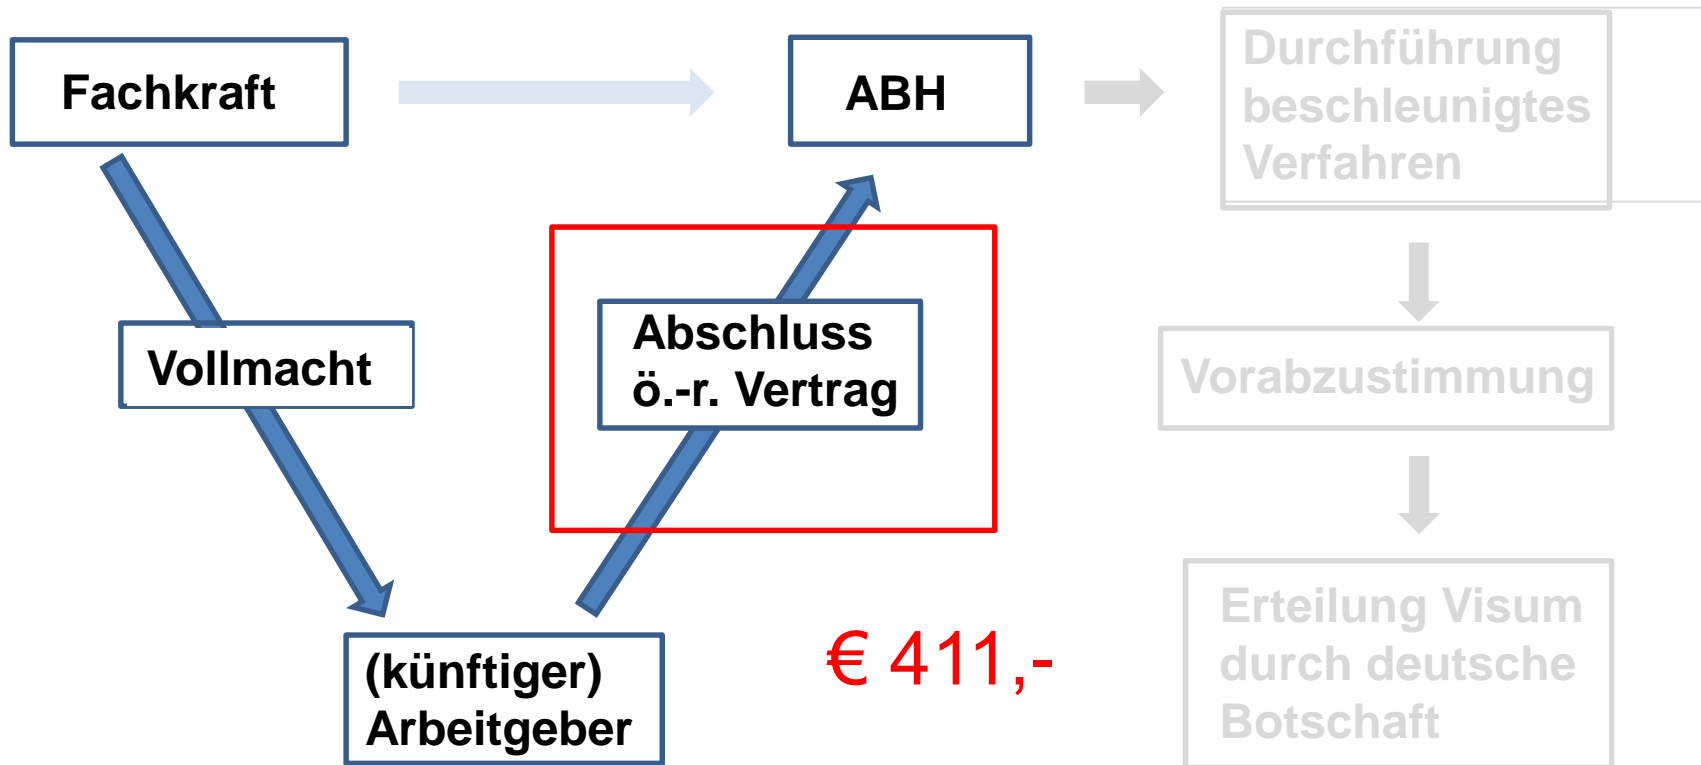 Fachkraft
ABH
Durchführung
beschleunigtes
Verfahren
Vollmacht
Abschluss
ö.-r. Vertrag
Vorabzustimmung
(künftiger)
Arbeitgeber
€ 411,-
Erteilung Visum
durch deutsche
Botschaft